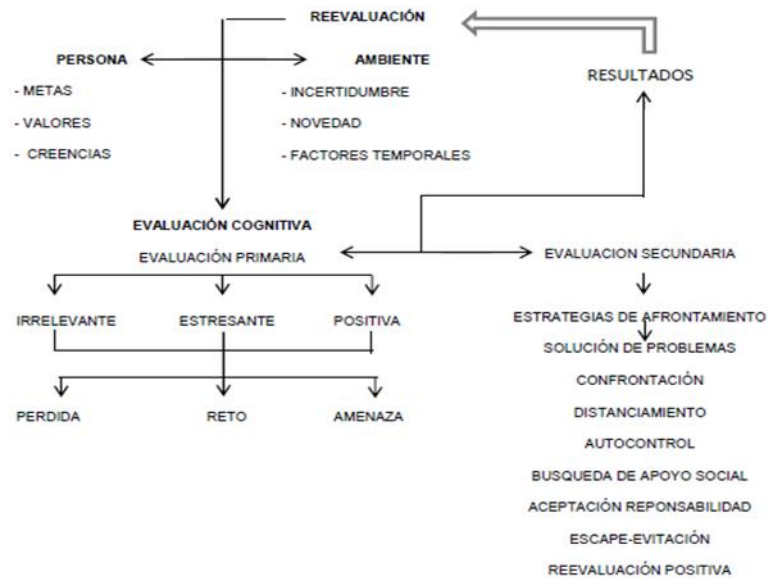 REEVALUACIÓN
PERSONA
AMBIENTE
RESULTADOS
- METAS
- INCERTIDUMBRE
- VALORES
- NOVEDAD
- CREENCIAS
- FACTORES TEMPORALES
EVALUACIÓN COGNITIVA
EVALUACIÓN PRIMARIA
EVALUACION SECUNDARIA
IRRELEVANTE
ESTRESANTE
POSITIVA
PERDIDA
RETO
AMENAZA
ESTRATEGIAS DE AFRONTAMIENTO
SOLUCIÓN DE PROBLEMAS
CONFRONTACIÓN
DISTANCIAMIENTO
AUTOCONTROL
BUSQUEDA DE APOYO SOCIAL
ACEPTACIÓN REPONSABILIDAD
ESCAPE-EVITACIÓN
REEVALUACIÓN POSITIVA